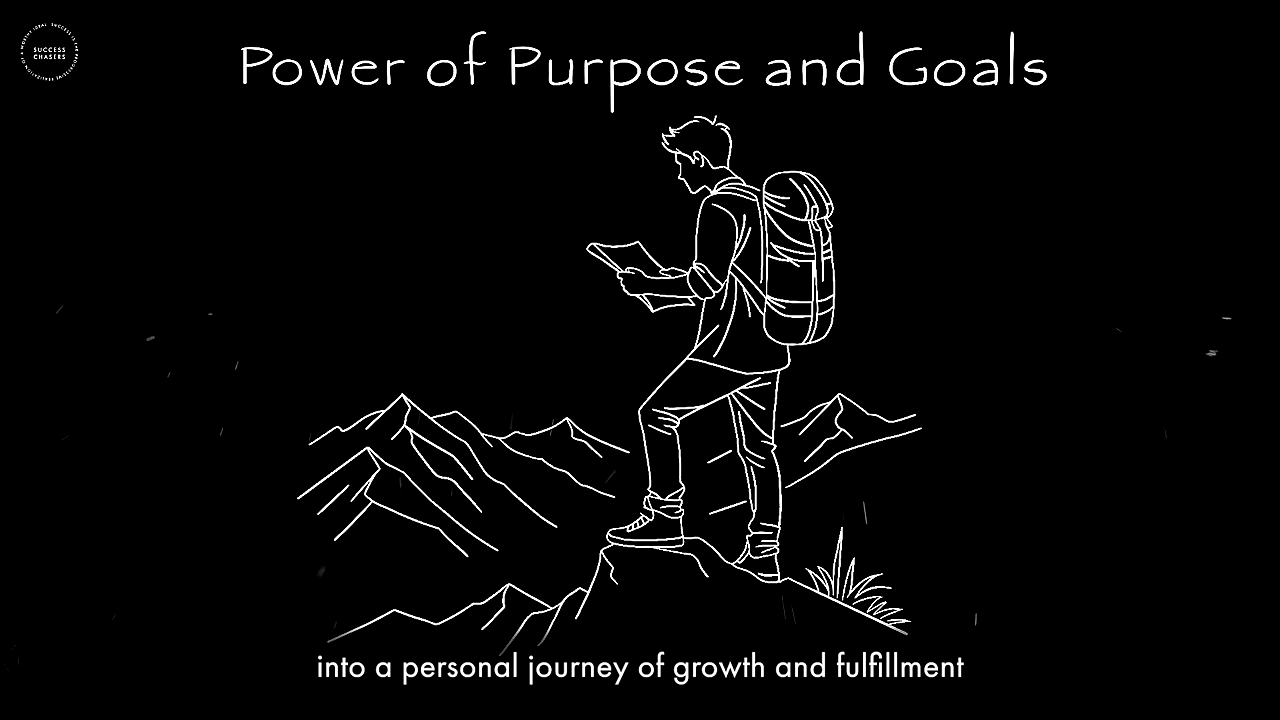 Power of Purpose and Goals
SUCCESS
CHASERS
into a personal journey of growth and fulfillment